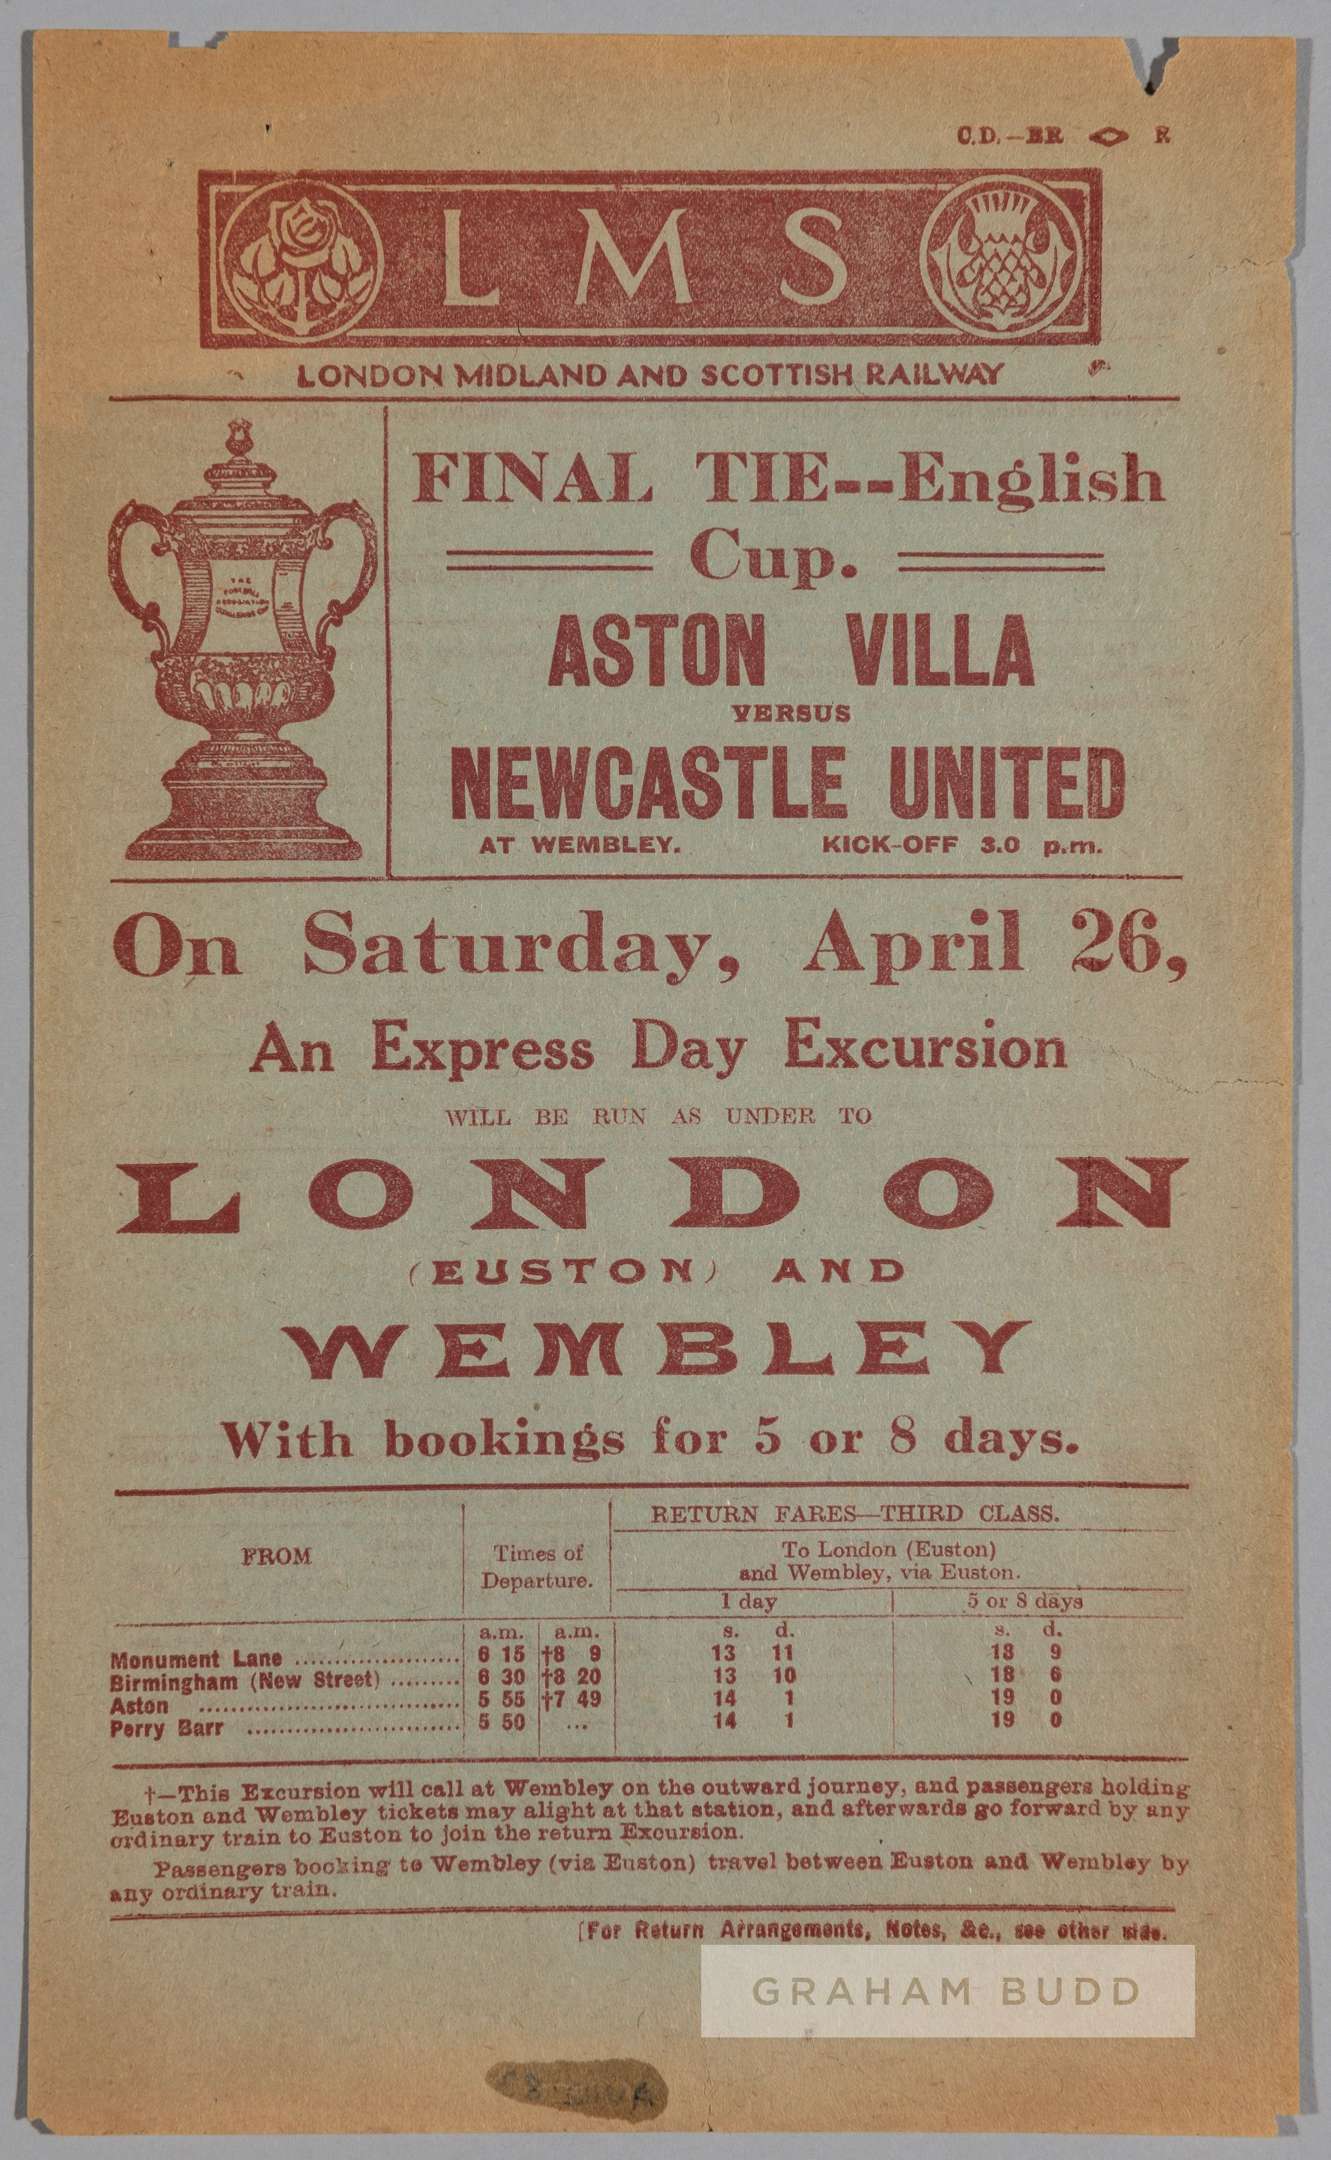 C.D.—BR R
L M S
LONDON MIDLAND AND SCOTTISH RAILWAY
THE
FOOTBALL
ASSOCIATION
CHALLENGE CUP
FINAL TIE--English
Cup.
ASTON VILLA
VERSUS
NEWCASTLE UNITED
AT WEMBLEY. KICK-OFF 3.0 p.m.
On Saturday, April 26,
An Express Day Excursion
WILL BE RUN AS UNDER TO
LONDON
(EUSTON) AND
WEMBLEY
With bookings for 5 or 8 days.
RETURN FARES—THIRD CLASS.
FROM Times of Departure. To London (Euston)
and Wembley, via Euston.
1 day 5 or 8 days
a.m. a.m. s. d. s. d.
Monument Lane ..................... 6 15 †8 9 13 11 18 9
Birmingham (New Street) ......... 6 30 †8 20 13 10 18 6
Aston ................................. 5 55 †7 49 14 1 19 0
Perry Barr ........................... 5 50 ... 14 1 19 0
†—This Excursion will call at Wembley on the outward journey, and passengers holding
Euston and Wembley tickets may alight at that station, and afterwards go forward by any
ordinary train to Euston to join the return Excursion.
Passengers booking to Wembley (via Euston) travel between Euston and Wembley by
any ordinary train.
[For Return Arrangements, Notes, &c., see other side.
GRAHAM BUDD